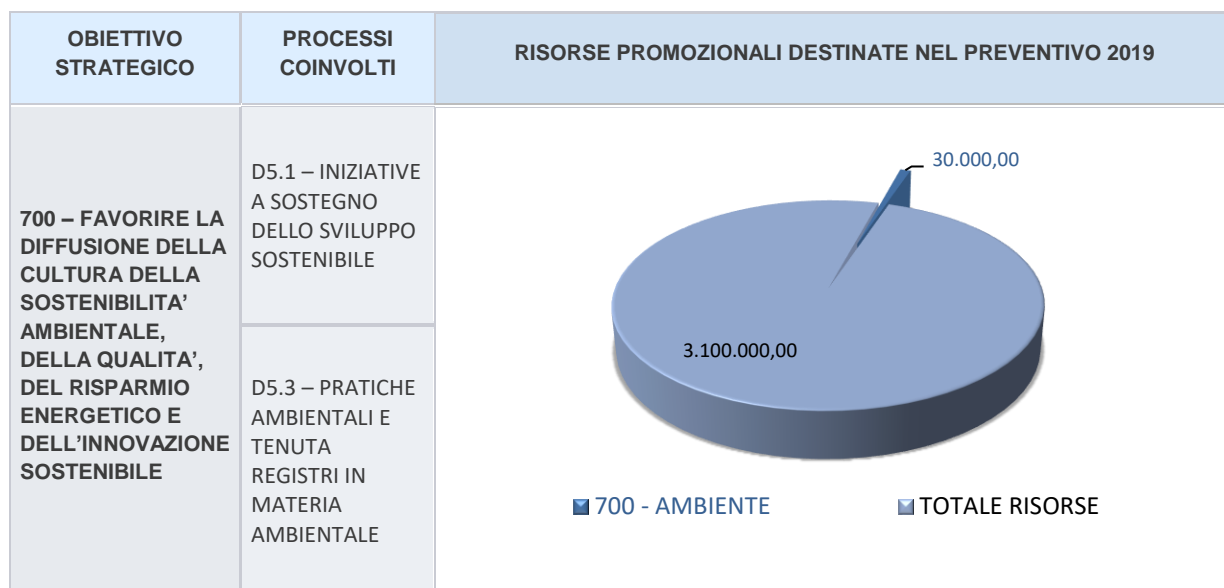 OBIETTIVO
STRATEGICO
PROCESSI
COINVOLTI
RISORSE PROMOZIONALI DESTINATE NEL PREVENTIVO 2019
700 – FAVORIRE LA
DIFFUSIONE DELLA
CULTURA DELLA
SOSTENIBILITA’
AMBIENTALE,
DELLA QUALITA’,
DEL RISPARMIO
ENERGETICO E
DELL’INNOVAZIONE
SOSTENIBILE
D5.1 – INIZIATIVE
A SOSTEGNO
DELLO SVILUPPO
SOSTENIBILE
D5.3 – PRATICHE
AMBIENTALI E
TENUTA
REGISTRI IN
MATERIA
AMBIENTALE
30.000,00
3.100.000,00
700 - AMBIENTE
TOTALE RISORSE